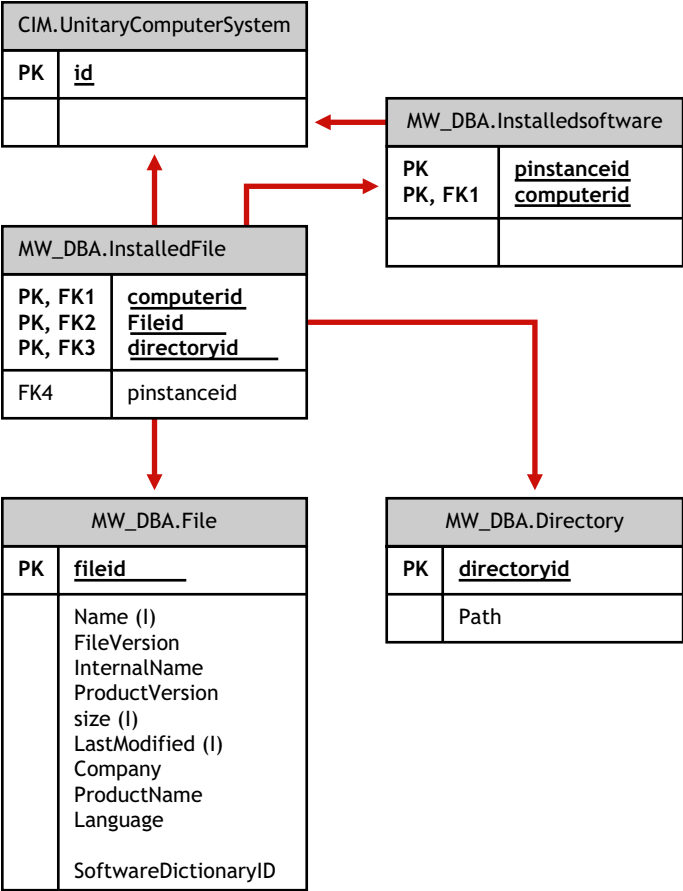 CIM.UnitaryComputerSystem
PK id
MW_DBA.Installedsoftware
PK pinstanceid
PK, FK1 computerid
MW_DBA.InstalledFile
PK, FK1 computerid
PK, FK2 Fileid
PK, FK3 directoryid
FK4 pinstanceid
MW_DBA.File
PK fileid
Name (I)
FileVersion
InternalName
ProductVersion
size (I)
LastModified (I)
Company
ProductName
Language
SoftwareDictionaryID
MW_DBA.Directory
PK directoryid
Path